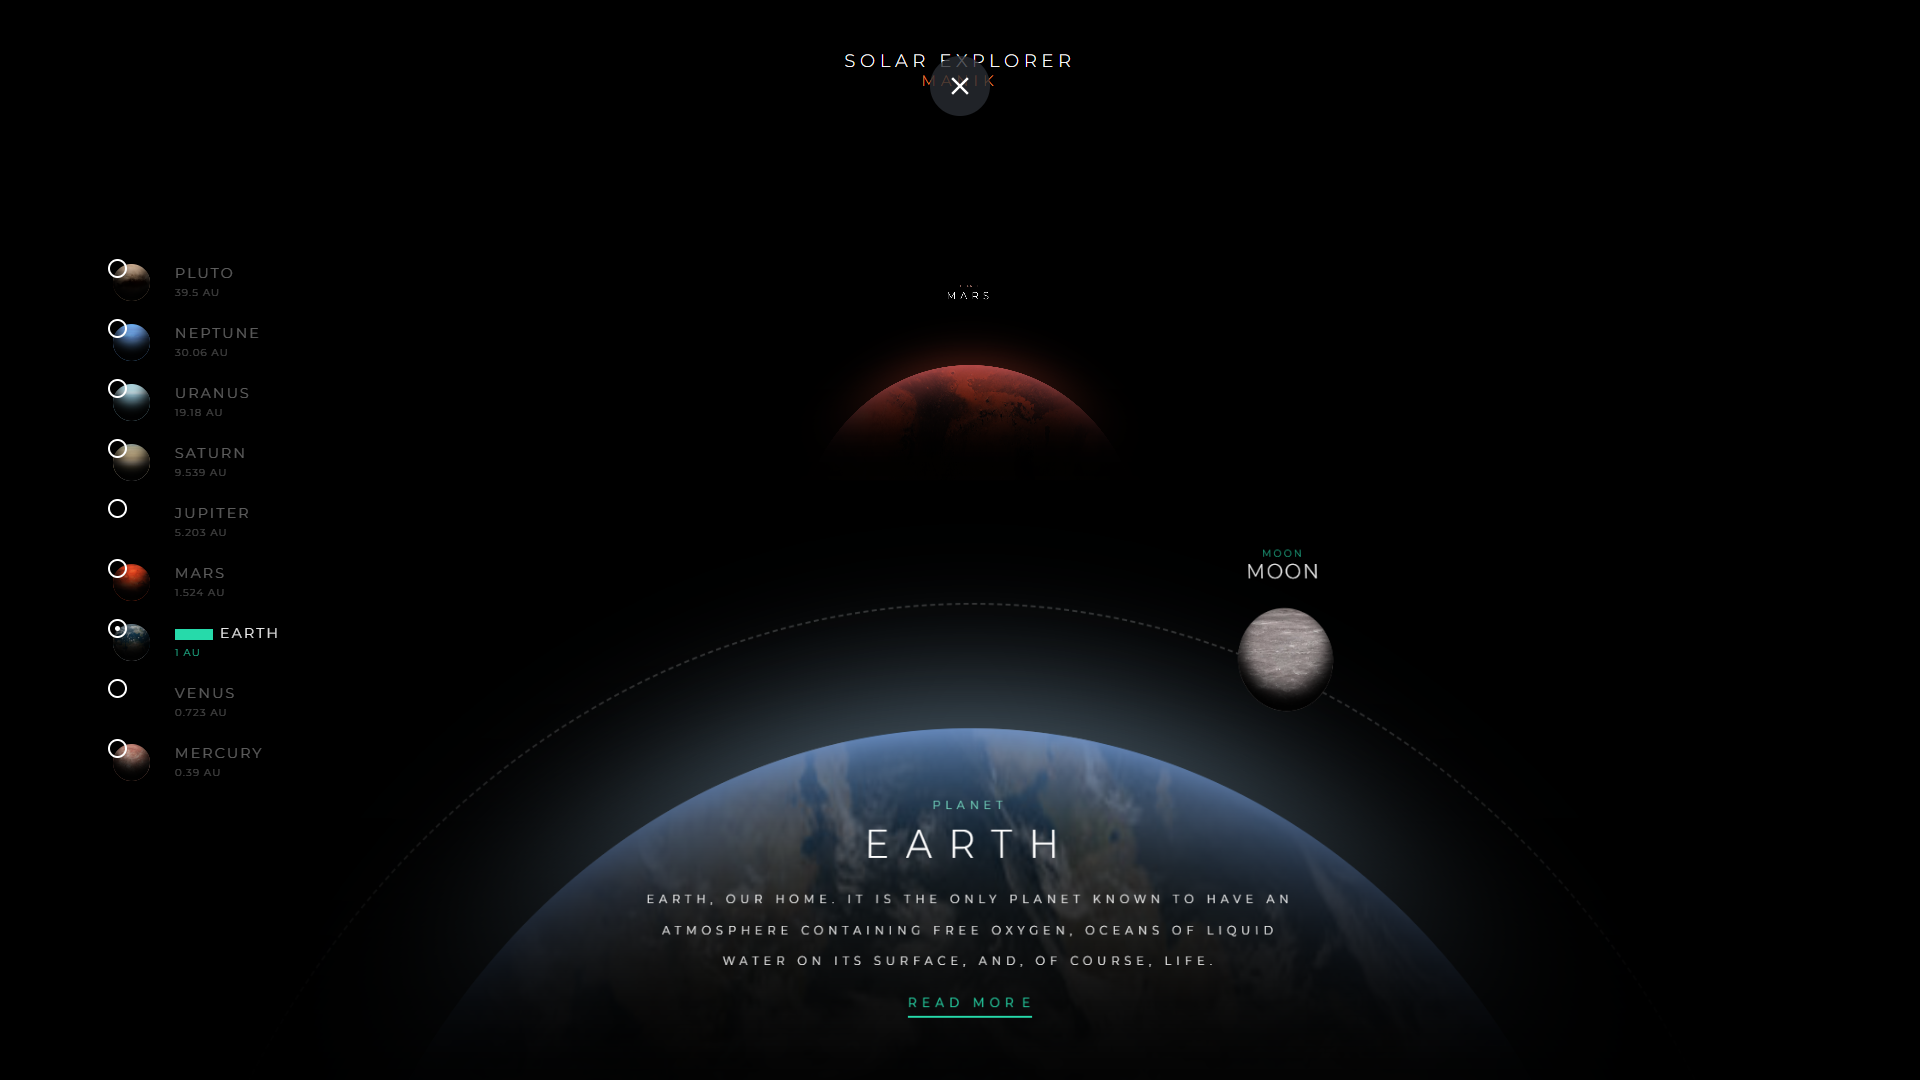 SOLAR EXPLORER
PLUTO
39.5 AU
NEPTUNE
30.06 AU
URANUS
19.18 AU
SATURN
9.539 AU
JUPITER
5.203 AU
MARS
1.524 AU
EARTH
1 AU
VENUS
0.723 AU
MERCURY
0.39 AU
MARS
MOON
MOON
PLANET
EARTH
EARTH, OUR HOME. IT IS THE ONLY PLANET KNOWN TO HAVE AN
ATMOSPHERE CONTAINING FREE OXYGEN, OCEANS OF LIQUID
WATER ON ITS SURFACE, AND, OF COURSE, LIFE.
READ MORE